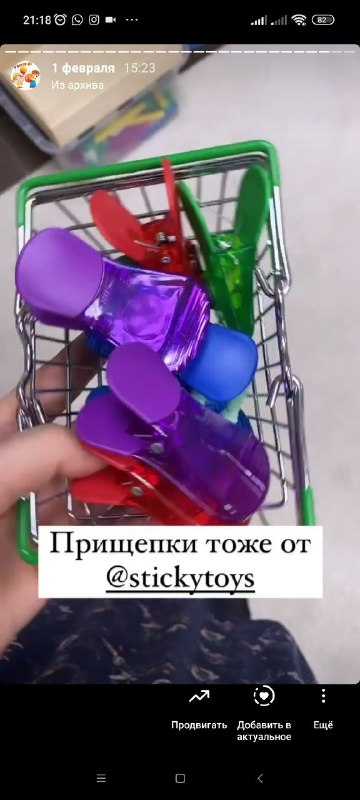 21:18
82
1 февраля 15:23
Из архива
Прищепки тоже от
@stickytoys
Продвигать
Добавить в
актуальное
Ещё